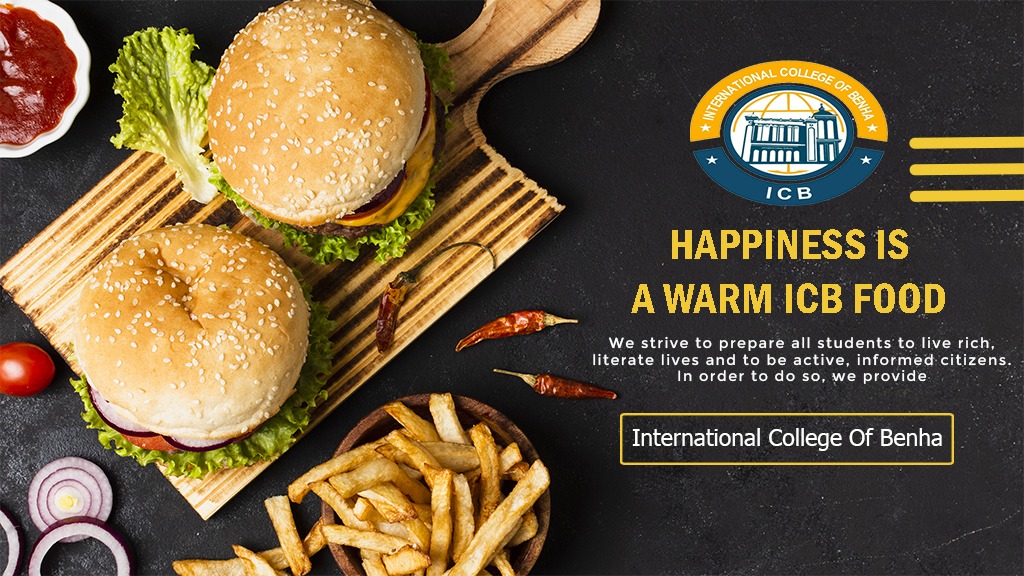 INTERNATIONAL COLLEGE OF BENHA
ICB
HAPPINESS IS
A WARM ICB FOOD
We strive to prepare all students to live rich,
literate lives and to be active, informed citizens.
In order to do so, we provide
International College Of Benha